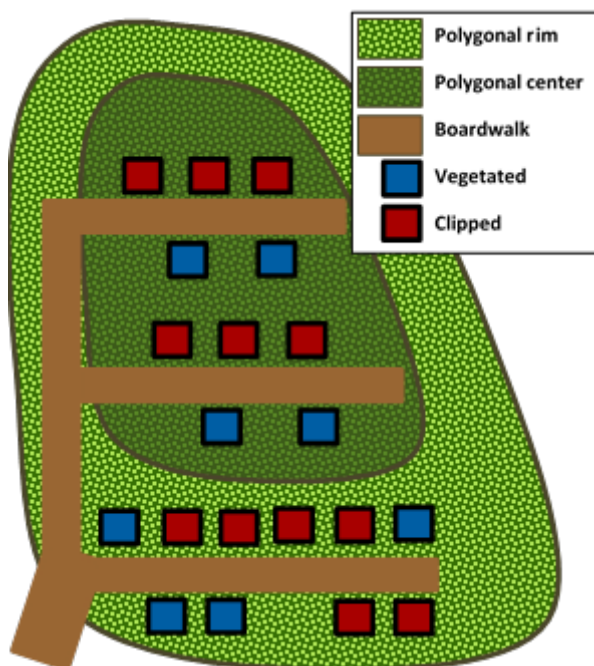 Polygonal rim
Polygonal center
Boardwalk
Vegetated
Clipped